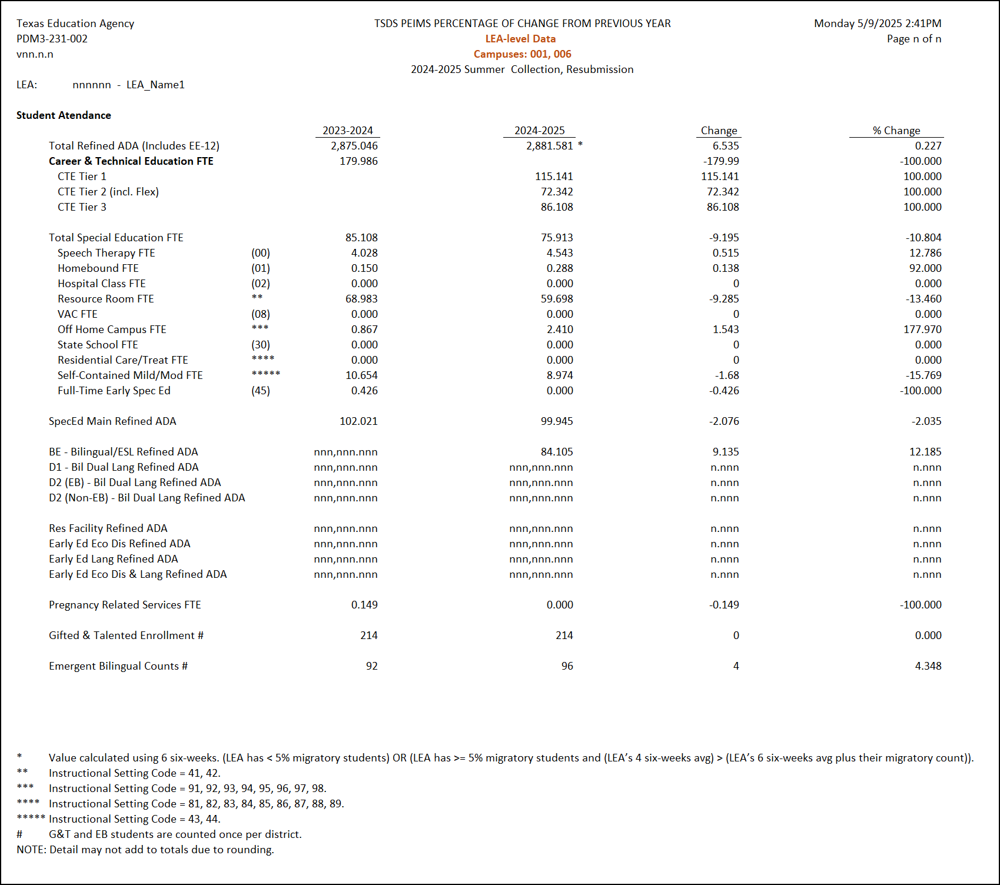 Texas Education Agency TSDS PEIMS PERCENTAGE OF CHANGE FROM PREVIOUS YEAR Monday 5/9/2025 2:41PM
PDM3-231-002 LEA-level Data Page n of n
vnn.n.n Campuses: 001, 006
2024-2025 Summer Collection, Resubmission
LEA: nnnnnn - LEA_Name1
Student Atendance
2023-2024 2024-2025 Change % Change
Total Refined ADA (Includes EE-12) 2,875.046 2,881.581 * 6.535 0.227
Career & Technical Education FTE 179.986 -179.99 -100.000
CTE Tier 1 115.141 115.141 100.000
CTE Tier 2 (incl. Flex) 72.342 72.342 100.000
CTE Tier 3 86.108 86.108 100.000
Total Special Education FTE 85.108 75.913 -9.195 -10.804
Speech Therapy FTE (00) 4.028 4.543 0.515 12.786
Homebound FTE (01) 0.150 0.288 0.138 92.000
Hospital Class FTE (02) 0.000 0.000 0 0.000
Resource Room FTE ** 68.983 59.698 -9.285 -13.460
VAC FTE (08) 0.000 0.000 0 0.000
Off Home Campus FTE *** 0.867 2.410 1.543 177.970
State School FTE (30) 0.000 0.000 0 0.000
Residential Care/Treat FTE **** 0.000 0.000 0 0.000
Self-Contained Mild/Mod FTE ***** 10.654 8.974 -1.68 -15.769
Full-Time Early Spec Ed (45) 0.426 0.000 -0.426 -100.000
SpecEd Main Refined ADA 102.021 99.945 -2.076 -2.035
BE - Bilingual/ESL Refined ADA nnn,nnn.nnn 84.105 9.135 12.185
D1 - Bil Dual Lang Refined ADA nnn,nnn.nnn nnn,nnn.nnn n.nnn n.nnn
D2 (EB) - Bil Dual Lang Refined ADA nnn,nnn.nnn nnn,nnn.nnn n.nnn n.nnn
D2 (Non-EB) - Bil Dual Lang Refined ADA nnn,nnn.nnn nnn,nnn.nnn n.nnn n.nnn
Res Facility Refined ADA nnn,nnn.nnn nnn,nnn.nnn n.nnn n.nnn
Early Ed Eco Dis Refined ADA nnn,nnn.nnn nnn,nnn.nnn n.nnn n.nnn
Early Ed Lang Refined ADA nnn,nnn.nnn nnn,nnn.nnn n.nnn n.nnn
Early Ed Eco Dis & Lang Refined ADA nnn,nnn.nnn nnn,nnn.nnn n.nnn n.nnn
Pregnancy Related Services FTE 0.149 0.000 -0.149 -100.000
Gifted & Talented Enrollment # 214 214 0 0.000
Emergent Bilingual Counts # 92 96 4 4.348
* Value calculated using 6 six-weeks. (LEA has < 5% migratory students) OR (LEA has >= 5% migratory students and (LEA’s 4 six-weeks avg) > (LEA’s 6 six-weeks avg plus their migratory count)).
** Instructional Setting Code = 41, 42.
*** Instructional Setting Code = 91, 92, 93, 94, 95, 96, 97, 98.
**** Instructional Setting Code = 81, 82, 83, 84, 85, 86, 87, 88, 89.
***** Instructional Setting Code = 43, 44.
# G&T and EB students are counted once per district.
NOTE: Detail may not add to totals due to rounding.